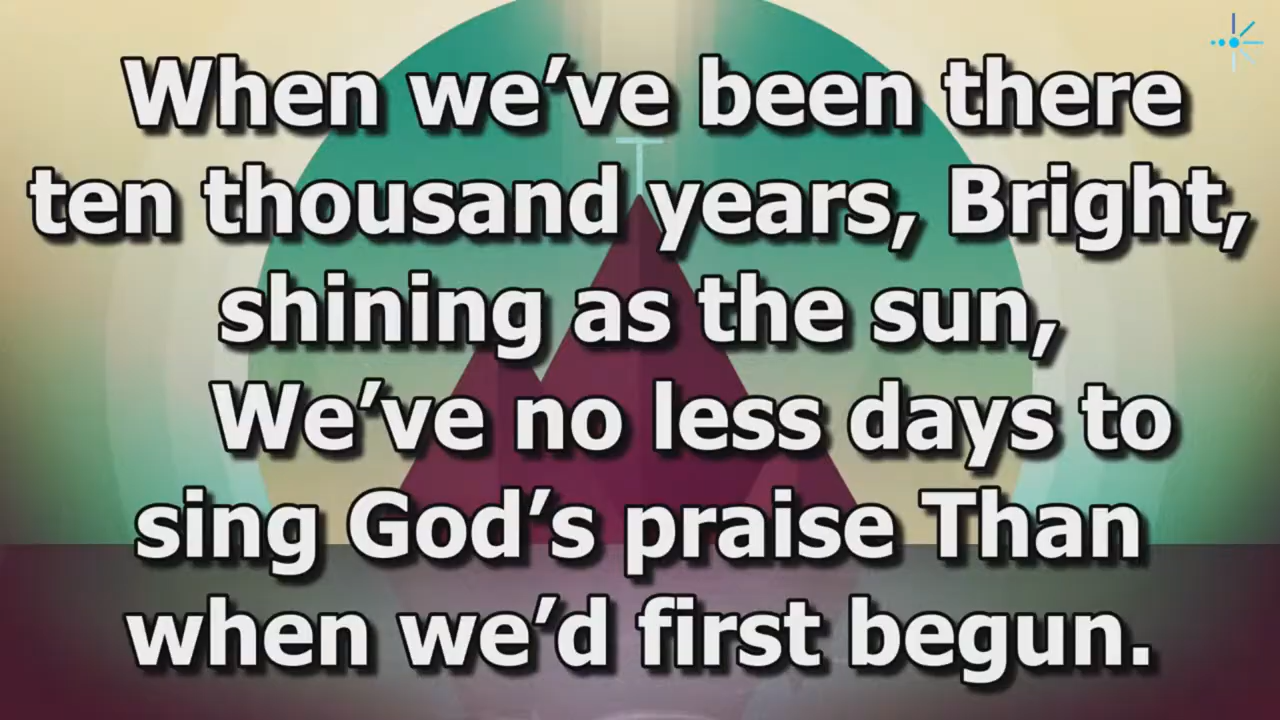 When we’ve been there
ten thousand years, Bright,
shining as the sun,
We’ve no less days to
sing God’s praise Than
when we’d first begun.